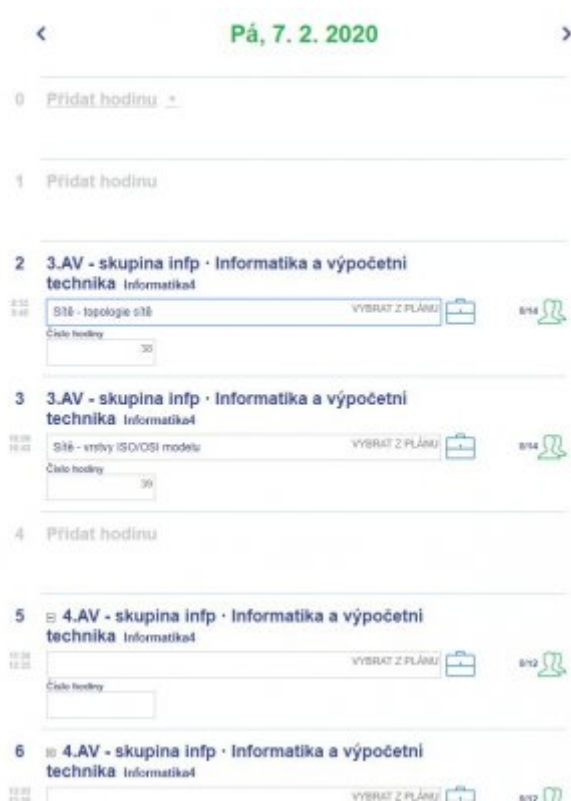 Pá, 7. 2. 2020
0 Přidat hodinu
1 Přidat hodinu
2 3.AV - skupina infp · Informatika a výpočetní
technika Informatika4
Sítě - topologie sítě VYBRAT Z PLÁNU
Číslo hodiny
38
3 3.AV - skupina infp · Informatika a výpočetní
technika Informatika4
Sítě - vrstvy ISO/OSI modelu VYBRAT Z PLÁNU
Číslo hodiny
39
4 Přidat hodinu
5 4.AV - skupina infp · Informatika a výpočetní
technika Informatika4
VYBRAT Z PLÁNU
Číslo hodiny
6 4.AV - skupina infp · Informatika a výpočetní
technika Informatika4
VYBRAT Z PLÁNU